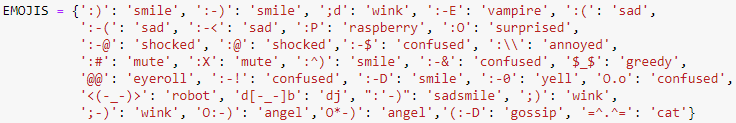 EMOJIS = {':)': 'smile', ':-)': 'smile', ';d': 'wink', ':-E': 'vampire', ':(': 'sad',
':-(': 'sad', ':-<': 'sad', ':P': 'raspberry', ':O': 'surprised',
':-@': 'shocked', ':@': 'shocked',':-$': 'confused', ':\\': 'annoyed',
':#': 'mute', ':X': 'mute', ':^)': 'smile', ':-&': 'confused', '$_$': 'greedy',
'@@': 'eyeroll', ':-!': 'confused', ':-D': 'smile', ':-0': 'yell', 'O.o': 'confused',
'<(-_-)>': 'robot', 'd[-_-]b': 'dj', ":'-)": 'sadsmile', ';)': 'wink',
';-)': 'wink', 'O:-)': 'angel','O*-)': 'angel','(:-D': 'gossip', '=^.^=': 'cat'}